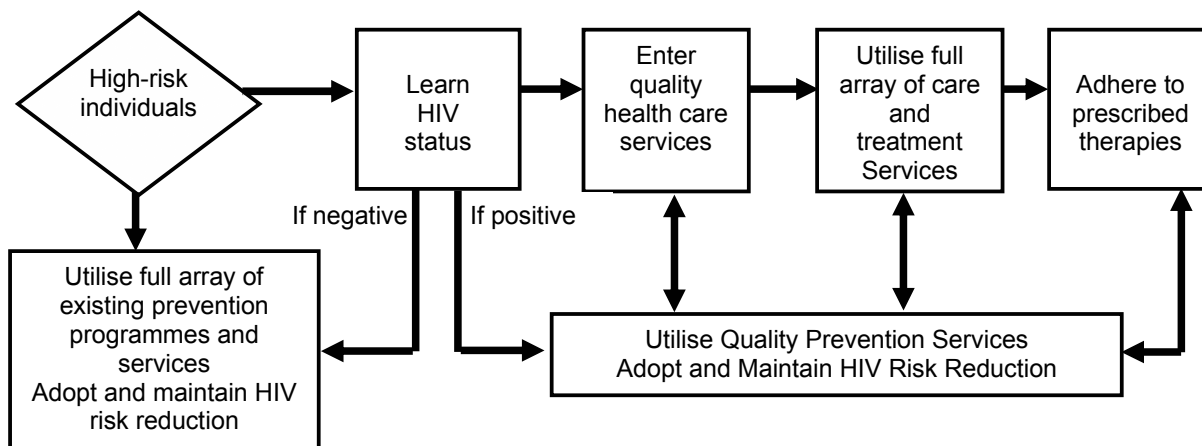 High-risk
individuals
Learn
HIV
status
Enter
quality
health care
services
Utilise full
array of care
and
treatment
Services
Adhere to
prescribed
therapies
If negative
If positive
Utilise full array of
existing prevention
programmes and
services
Adopt and maintain HIV
risk reduction
Utilise Quality Prevention Services
Adopt and Maintain HIV Risk Reduction